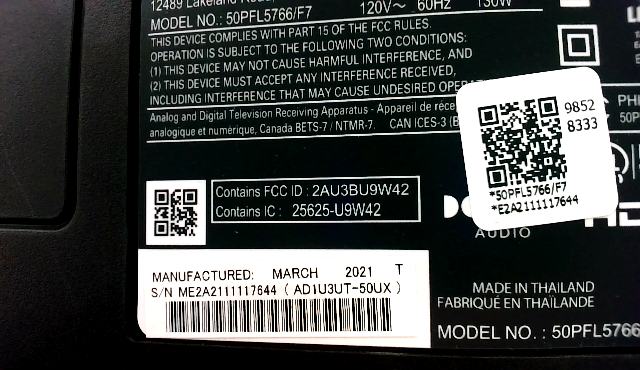 12489 Lakeland Road,
MODEL NO.: 50PFL5766/F7 120V~ 60Hz 130W
THIS DEVICE COMPLIES WITH PART 15 OF THE FCC RULES.
OPERATION IS SUBJECT TO THE FOLLOWING TWO CONDITIONS:
(1) THIS DEVICE MAY NOT CAUSE HARMFUL INTERFERENCE, AND
(2) THIS DEVICE MUST ACCEPT ANY INTERFERENCE RECEIVED,
INCLUDING INTERFERENCE THAT MAY CAUSE UNDESIRED OPERAT
Analog and Digital Television Receiving Apparatus - Appareil de réce
analogique et numérique, Canada BETS-7 / NTMR-7. CAN ICES-3 (B
9852
8333
*50PFL5766/F7
*E2A2111117644
PHI
50P
Contains FCC ID : 2AU3BU9W42
Contains IC : 25625-U9W42
AUDIO
MANUFACTURED: MARCH 2021 T
S/N ME2A2111117644 ( AD1U3UT-50UX )
MADE IN THAILAND
FABRIQUÉ EN THAÏLANDE
MODEL NO. : 50PFL5766